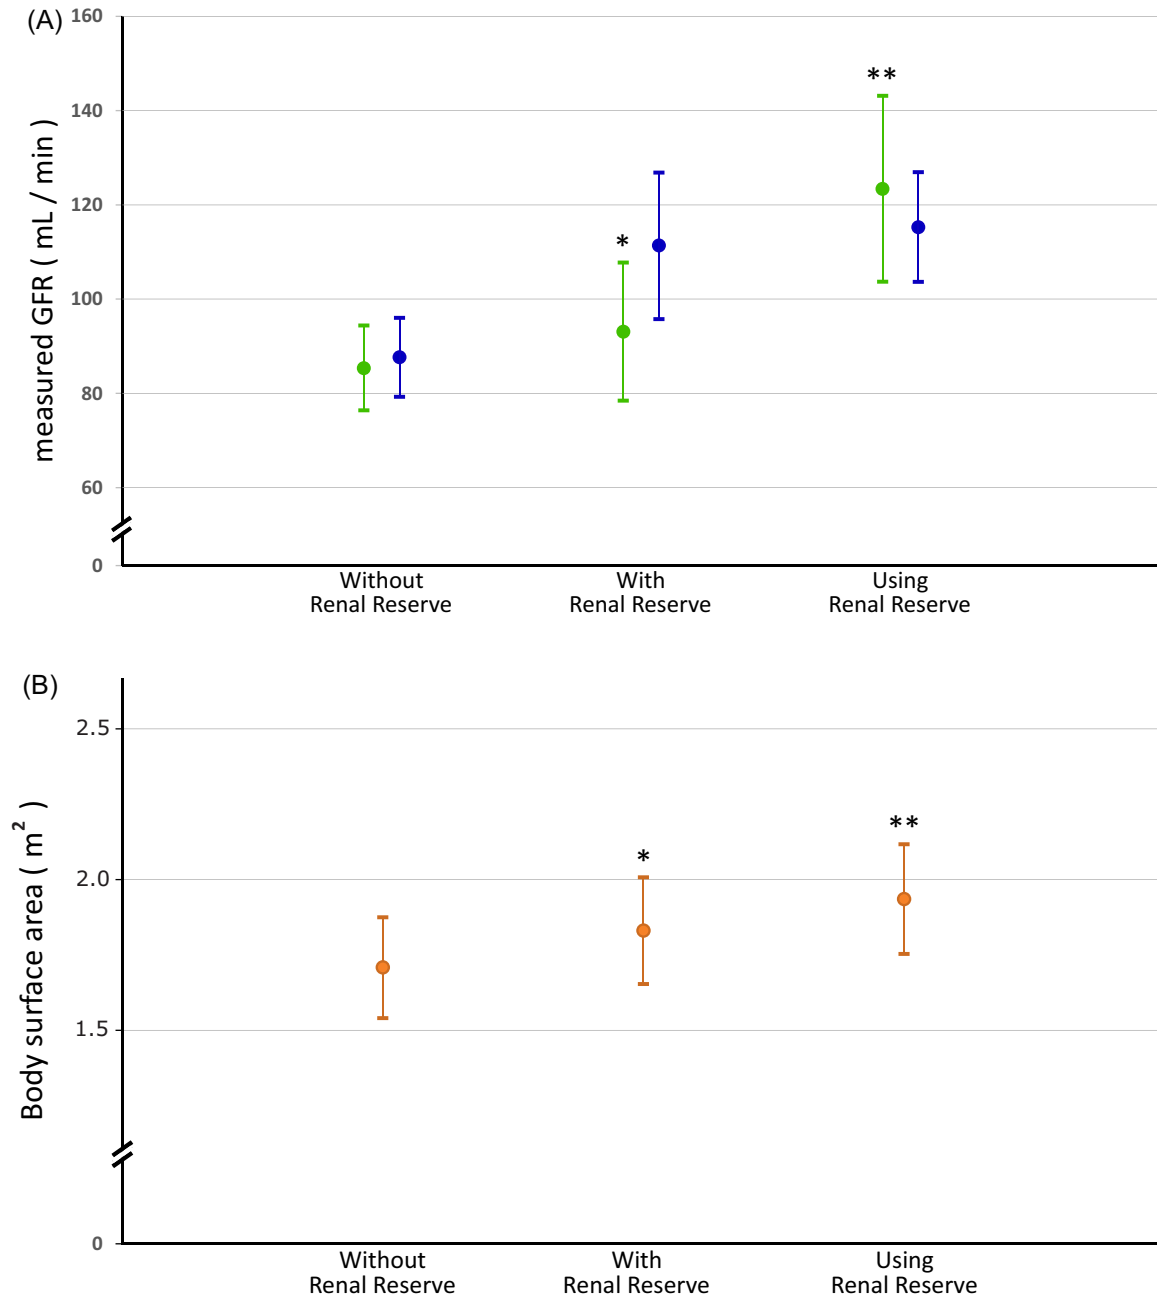 (A)
measured GFR ( mL / min )
160
140
120
100
80
60
0
*
**
Without
Renal Reserve
With
Renal Reserve
Using
Renal Reserve
(B)
Body surface area ( m² )
2.5
2.0
1.5
0
*
**
Without
Renal Reserve
With
Renal Reserve
Using
Renal Reserve